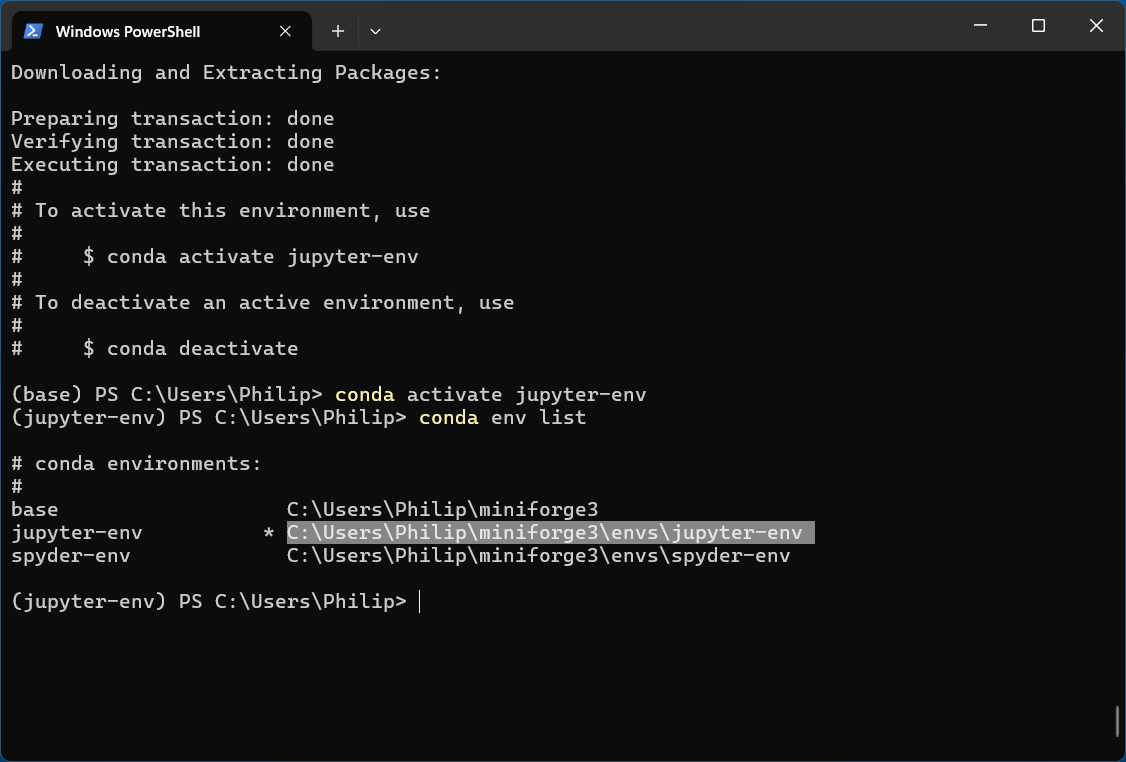 Windows PowerShell
Downloading and Extracting Packages:
Preparing transaction: done
Verifying transaction: done
Executing transaction: done
#
# To activate this environment, use
#
#     $ conda activate jupyter-env
#
# To deactivate an active environment, use
#
#     $ conda deactivate
(base) PS C:\Users\Philip> conda activate jupyter-env
(jupyter-env) PS C:\Users\Philip> conda env list
# conda environments:
#
base                   C:\Users\Philip\miniforge3
jupyter-env          * C:\Users\Philip\miniforge3\envs\jupyter-env
spyder-env             C:\Users\Philip\miniforge3\envs\spyder-env
(jupyter-env) PS C:\Users\Philip>